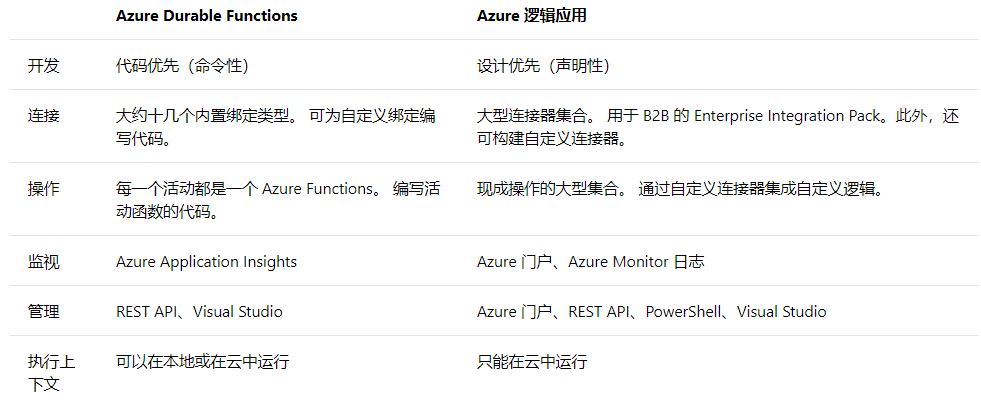 Azure Durable Functions
Azure 逻辑应用
开发
代码优先（命令性）
设计优先（声明性）
连接
大约十几个内置绑定类型。 可为自定义绑定编
写代码。
大型连接器集合。 用于 B2B 的 Enterprise Integration Pack。此外，还
可构建自定义连接器。
操作
每一个活动都是一个 Azure Functions。 编写活
动函数的代码。
现成操作的大型集合。 通过自定义连接器集成自定义逻辑。
监视
Azure Application Insights
Azure 门户、Azure Monitor 日志
管理
REST API、Visual Studio
Azure 门户、REST API、PowerShell、Visual Studio
执行上
下文
可以在本地或在云中运行
只能在云中运行